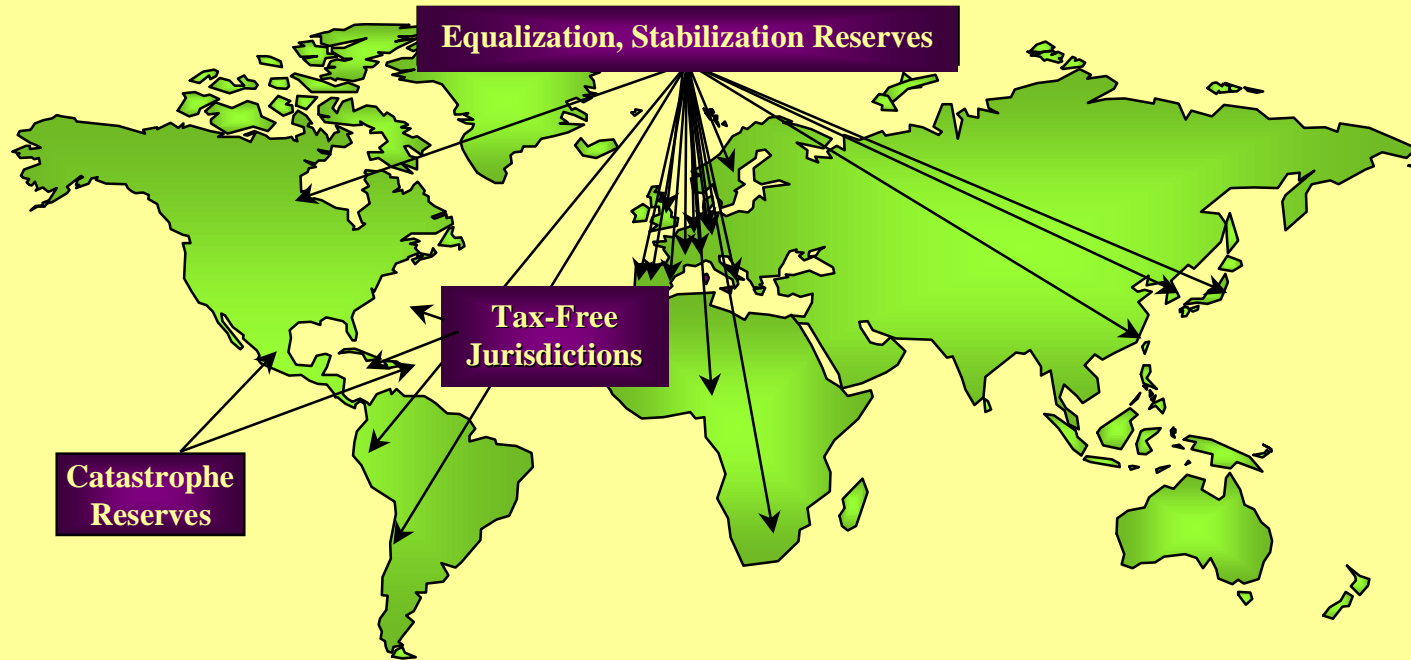 Equalization, Stabilization Reserves
Tax-Free
Jurisdictions
Catastrophe
Reserves